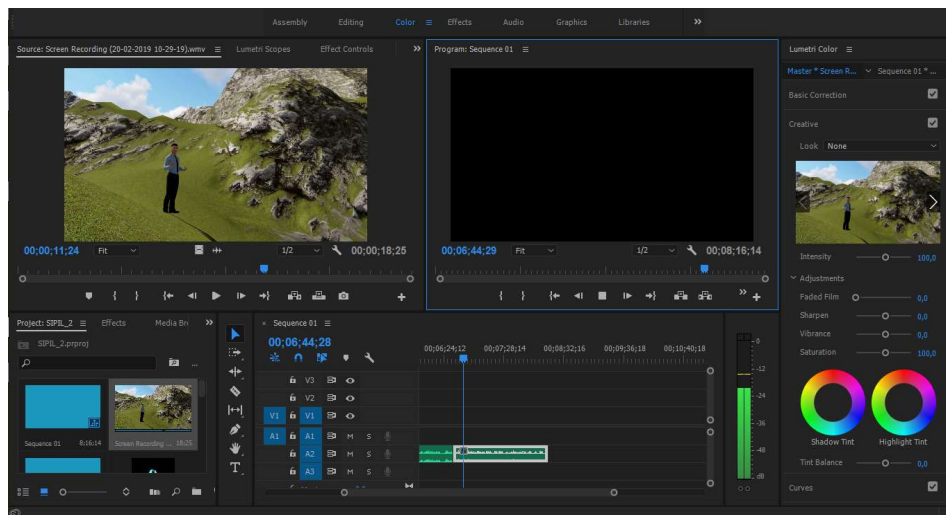 Assembly Editing Color Effects Audio Graphics Libraries
Source: Screen Recording (20-02-2019 10-29-19).wmv Lumetri Scopes Effect Controls
00;00;11;24 Fit 1/2 00;00;18;25
Program: Sequence 01
00;06;44;29 Fit 1/2 00;08;16;14
Project: SIPIL_2 Effects Media Br
SIPIL_2.prproj
Sequence 01 8:16:14 Screen Recording ... 18:25
Sequence 01
00;06;44;28
00;06;24;12 00;07;28;14 00;08;32;16 00;09;36;18 00;10;40;18
V3
V2
V1 V1
A1 A1 M S
A2 M S
A3 M S
T
0
-12
-24
-36
-48
dB
Lumetri Color
Master * Screen R... Sequence 01 * ...
Basic Correction
Creative
Look None
Intensity 100,0
Adjustments
Faded Film 0,0
Sharpen 0,0
Vibrance 0,0
Saturation 100,0
Shadow Tint Highlight Tint
Tint Balance 0,0
Curves